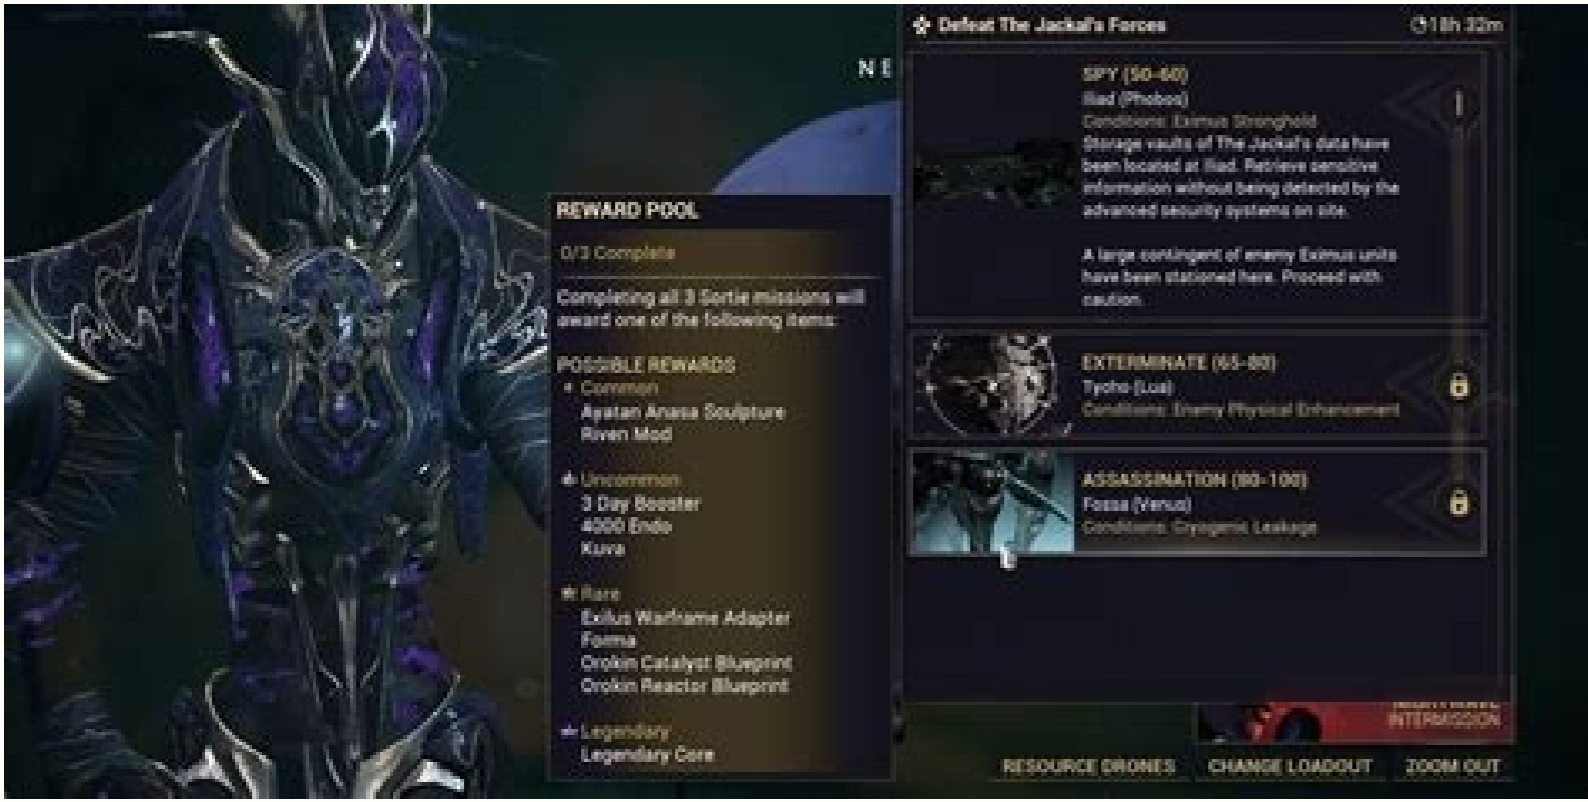 NE
REWARD POOL
0/3 Complete
Completing all 3 Sortie missions will
award one of the following items:
POSSIBLE REWARDS
Common
Ayatan Anasa Sculpture
Riven Mod
Uncommon
3 Day Booster
4000 Endo
Kuva
Rare
Exilus Warframe Adapter
Forma
Orokin Catalyst Blueprint
Orokin Reactor Blueprint
Legendary
Legendary Core
Defeat The Jackal's Forces
18h 32m
SPY (50-60)
Iliad (Phobos)
Conditions: Eximus Stronghold
Storage vaults of The Jackal's data have
been located at Iliad. Retrieve sensitive
information without being detected by the
advanced security systems on site.
A large contingent of enemy Eximus units
have been stationed here. Proceed with
caution.
EXTERMINATE (65-80)
Tycho (Lua)
Conditions: Enemy Physical Enhancement
ASSASSINATION (80-100)
Fossa (Venus)
Conditions: Cryogenic Leakage
INTERMISSION
RESOURCE DRONES
CHANGE LOADOUT
ZOOM OUT